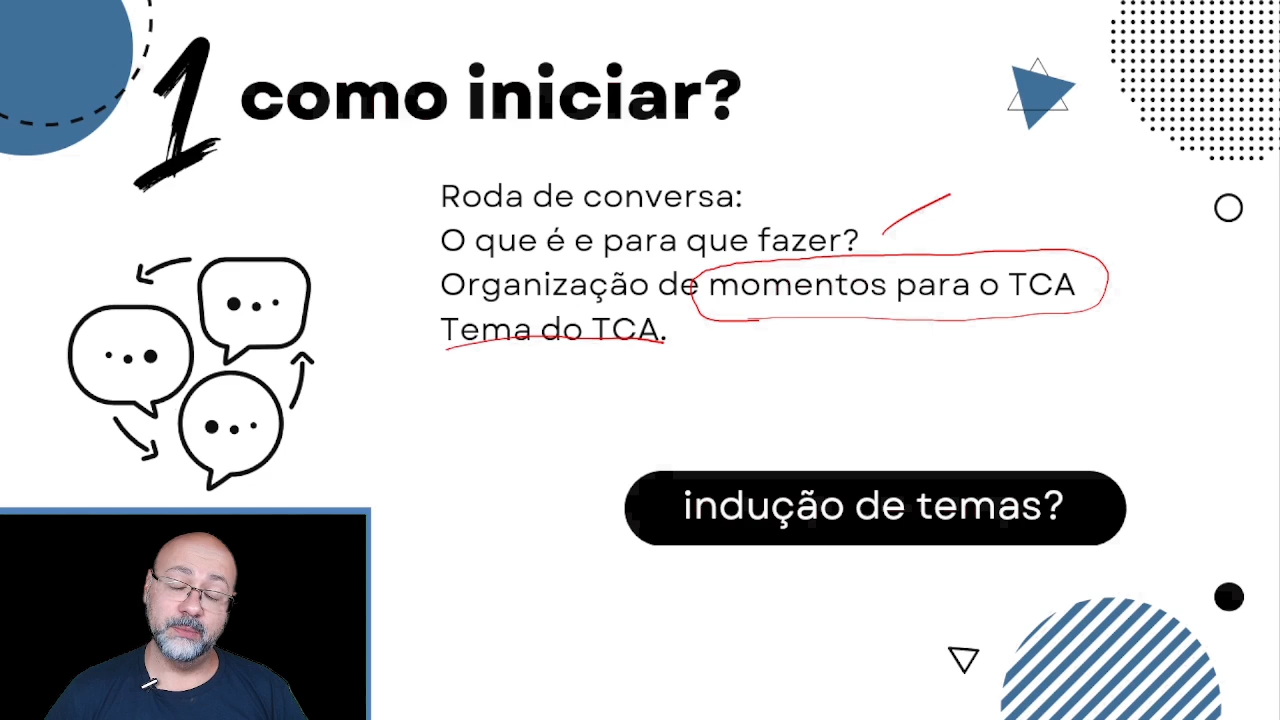 1 como iniciar?
Roda de conversa:
O que é e para que fazer?
Organização de momentos para o TCA
Tema do TCA.
indução de temas?